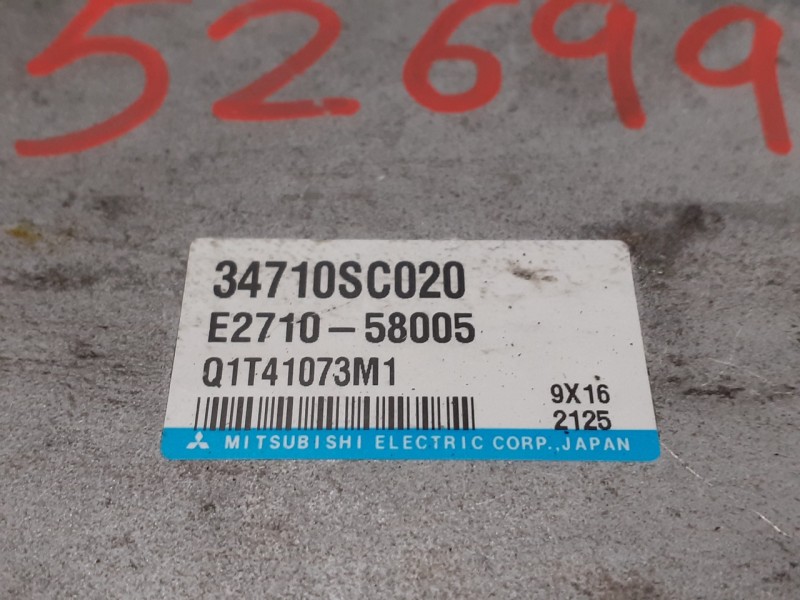 52699
34710SC020
E2710-58005
Q1T41073M1
9X16
2125
MITSUBISHI ELECTRIC CORP., JAPAN